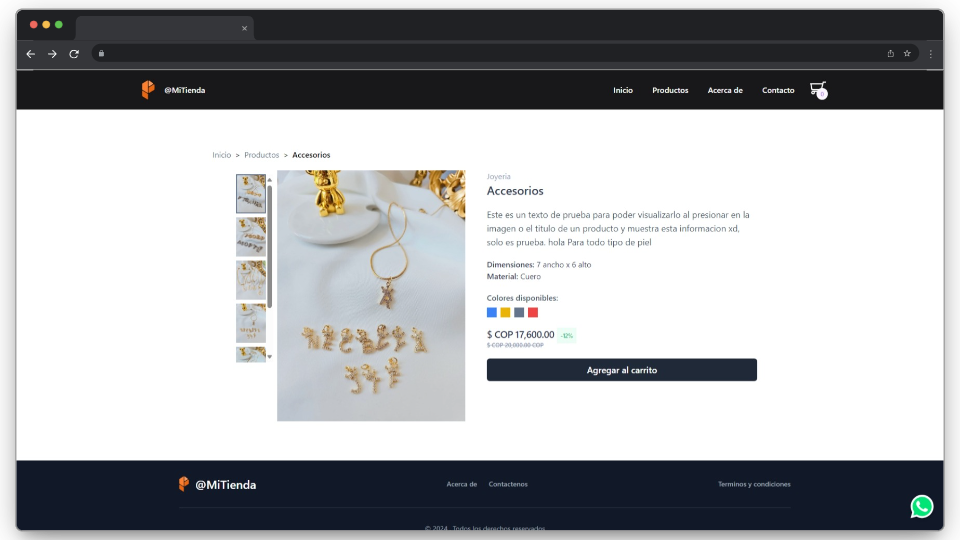 @MiTienda
Inicio Productos Acerca de Contacto
0
Inicio > Productos > Accesorios
Joyeria
Accesorios
Este es un texto de prueba para poder visualizarlo al presionar en la
imagen o el titulo de un producto y muestra esta informacion xd,
solo es prueba. hola Para todo tipo de piel
Dimensiones: 7 ancho x 6 alto
Material: Cuero
Colores disponibles:
$ COP 17,600.00 -12%
$ COP 20,000.00 COP
Agregar al carrito
@MiTienda
Acerca de Contactenos
Terminos y condiciones
© 2024 · Todos los derechos reservados